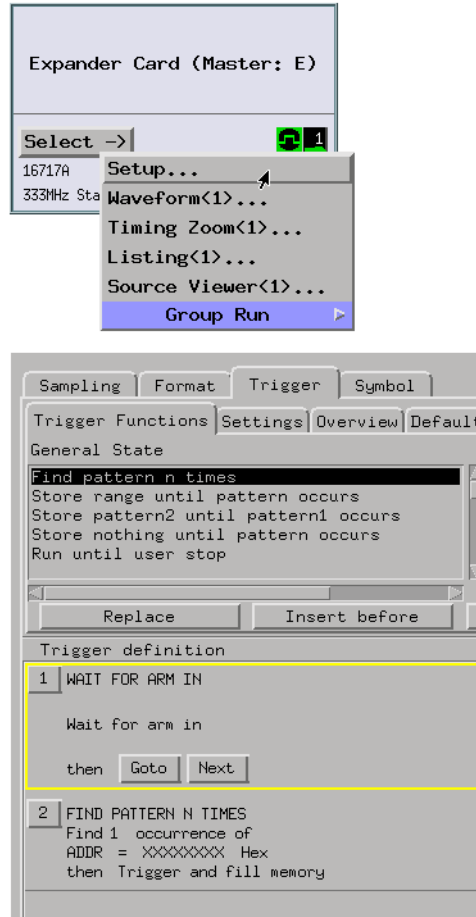 Expander Card (Master: E)
Select -> 1
16717A
333MHz Sta
Setup...
Waveform<1>...
Timing Zoom<1>...
Listing<1>...
Source Viewer<1>...
Group Run
Sampling Format Trigger Symbol
Trigger Functions Settings Overview Default
General State
Find pattern n times
Store range until pattern occurs
Store pattern2 until pattern1 occurs
Store nothing until pattern occurs
Run until user stop
Replace Insert before
Trigger definition
1 WAIT FOR ARM IN
Wait for arm in
then Goto Next
2 FIND PATTERN N TIMES
Find 1 occurrence of
ADDR = XXXXXXXX Hex
then Trigger and fill memory